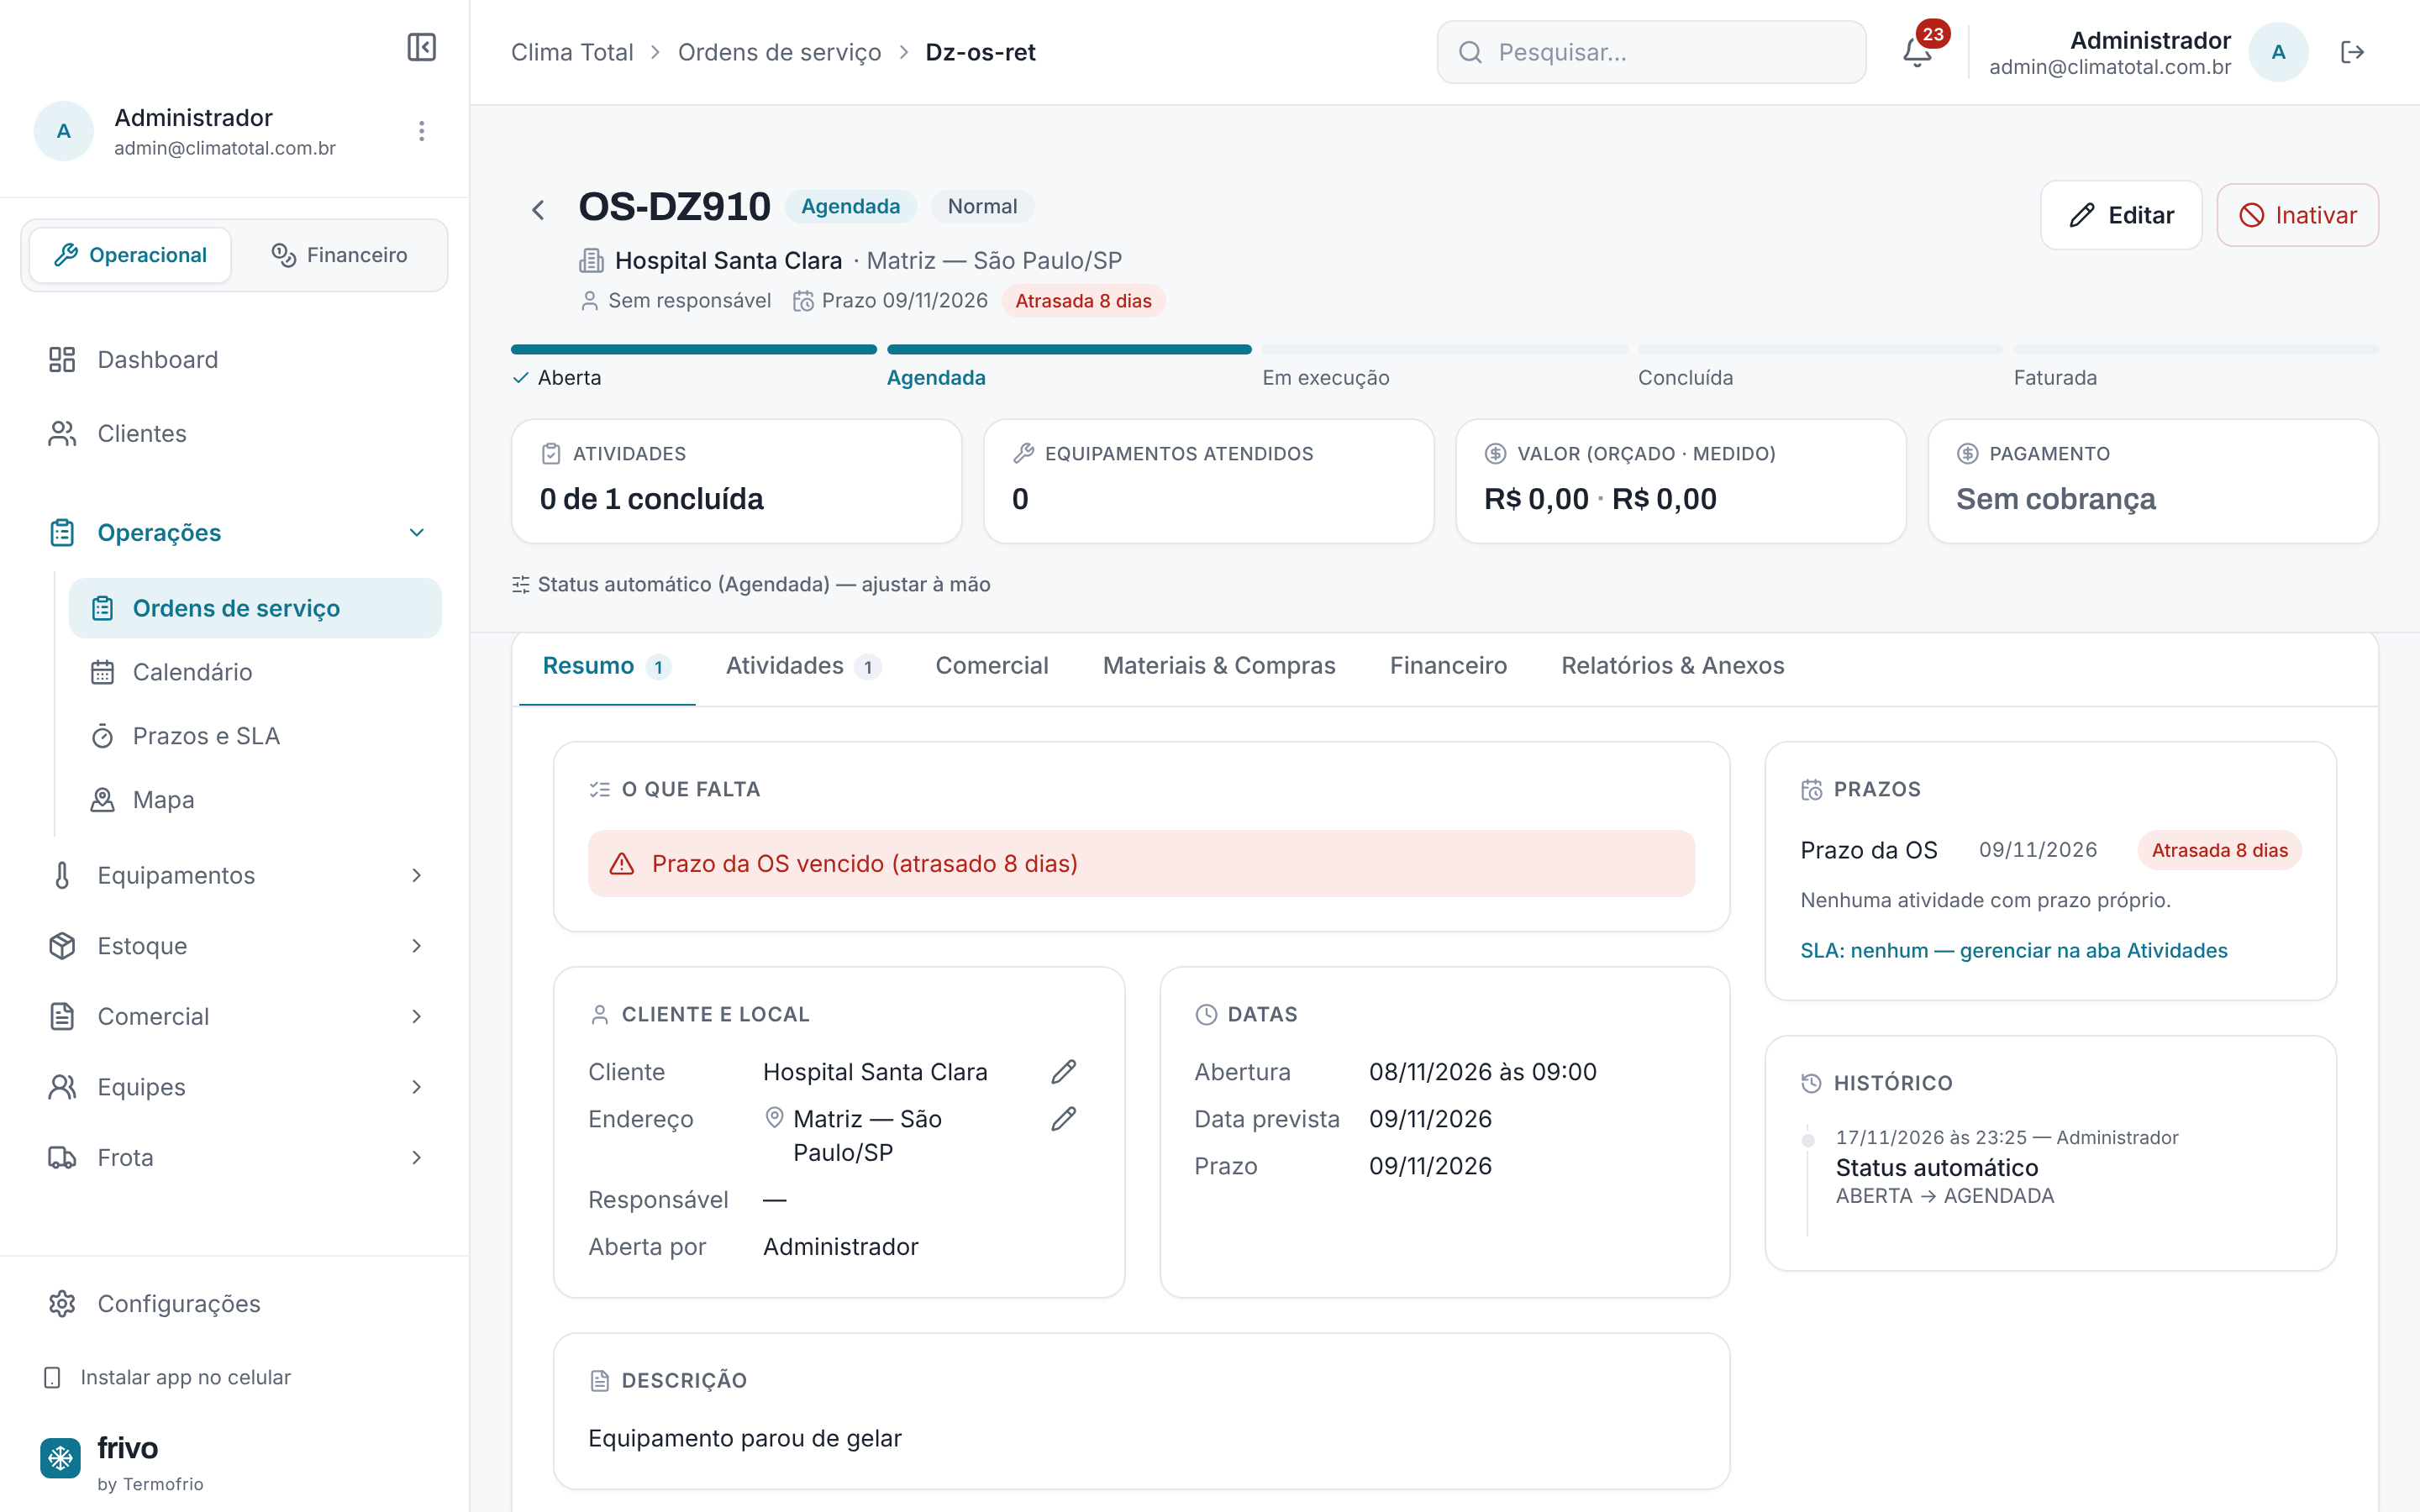 Administrador
admin@climatotal.com.br
A
Operacional
Financeiro
Dashboard
Clientes
Operações
Ordens de serviço
Calendário
Prazos e SLA
Mapa
Equipamentos
Estoque
Comercial
Equipes
Frota
Configurações
Instalar app no celular
frivo
by Termofrio
Clima Total > Ordens de serviço > Dz-os-ret
Pesquisar...
23
Administrador
admin@climatotal.com.br
A
OS-DZ910 Agendada Normal
Hospital Santa Clara · Matriz — São Paulo/SP
Sem responsável Prazo 09/11/2026 Atrasada 8 dias
Editar
Inativar
Aberta
Agendada
Em execução
Concluída
Faturada
ATIVIDADES
0 de 1 concluída
EQUIPAMENTOS ATENDIDOS
0
VALOR (ORÇADO · MEDIDO)
R$ 0,00 · R$ 0,00
PAGAMENTO
Sem cobrança
Status automático (Agendada) — ajustar à mão
Resumo 1
Atividades 1
Comercial
Materiais & Compras
Financeiro
Relatórios & Anexos
O QUE FALTA
Prazo da OS vencido (atrasado 8 dias)
CLIENTE E LOCAL
Cliente Hospital Santa Clara
Endereço Matriz — São
Paulo/SP
Responsável —
Aberta por Administrador
DATAS
Abertura 08/11/2026 às 09:00
Data prevista 09/11/2026
Prazo 09/11/2026
DESCRIÇÃO
Equipamento parou de gelar
PRAZOS
Prazo da OS 09/11/2026 Atrasada 8 dias
Nenhuma atividade com prazo próprio.
SLA: nenhum — gerenciar na aba Atividades
HISTÓRICO
17/11/2026 às 23:25 — Administrador
Status automático
ABERTA → AGENDADA